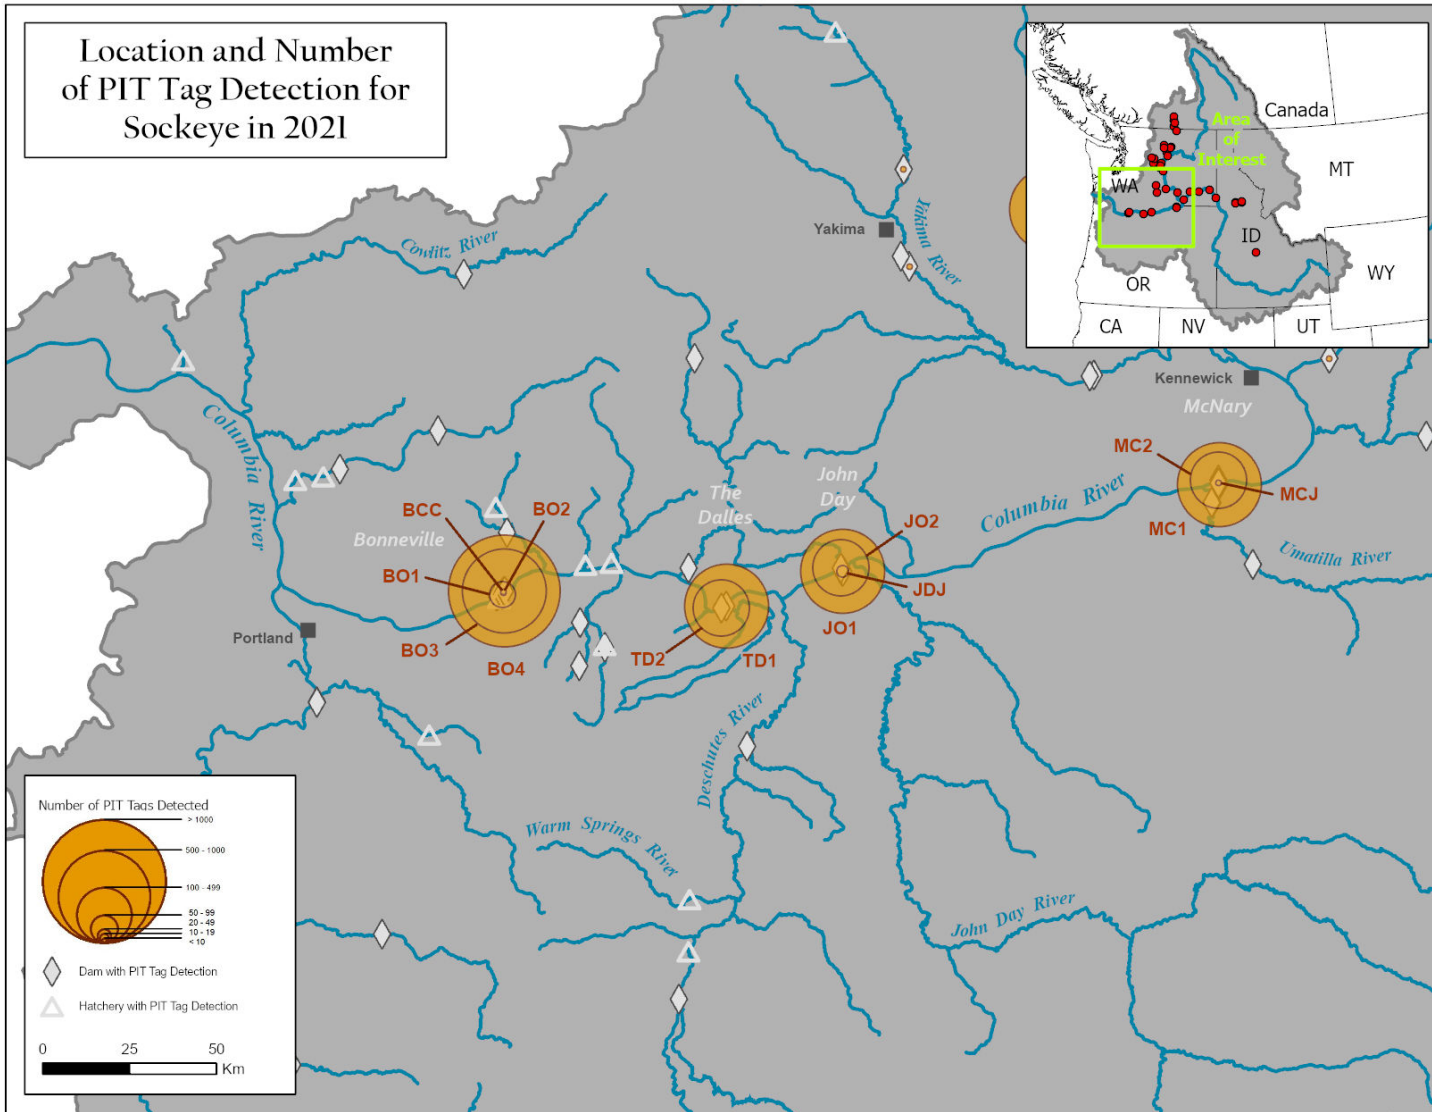 Location and Number
of PIT Tag Detection for
Sockeye in 2021
Canada
Area
of
Interest
WA
MT
ID
OR
WY
CA
NV
UT
Cowlitz River
Yakima
Yakima River
Kennewick
McNary
Columbia River
MC2
MCJ
MC1
Umatilla River
Columbia River
John
Day
The
Dalles
JO2
JDJ
JO1
BCC
BO2
Bonneville
BO1
BO3
BO4
TD2
TD1
Portland
Deschutes River
Warm Springs River
John Day River
Number of PIT Tags Detected
> 1000
500 - 1000
100 - 499
50 - 99
20 - 49
10 - 19
< 10
Dam with PIT Tag Detection
Hatchery with PIT Tag Detection
0 25 50
Km